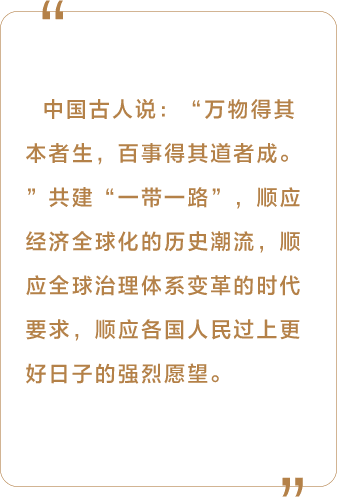 “
中国古人说：“万物得其
本者生，百事得其道者成。
”共建“一带一路”，顺应
经济全球化的历史潮流，顺
应全球治理体系变革的时代
要求，顺应各国人民过上更
好日子的强烈愿望。
”